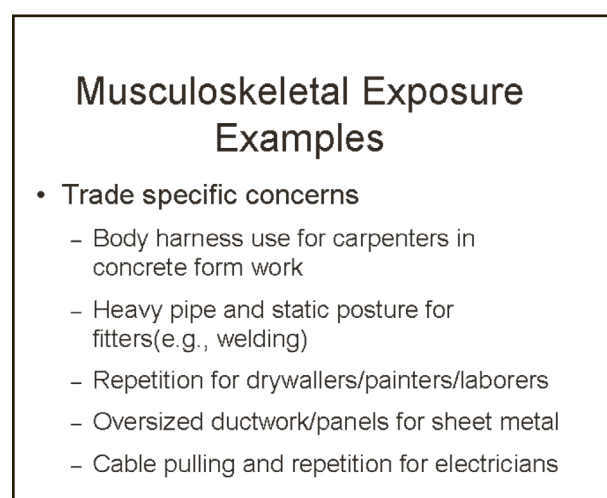 Musculoskeletal Exposure
Examples
• Trade specific concerns
– Body harness use for carpenters in
concrete form work
– Heavy pipe and static posture for
fitters(e.g., welding)
– Repetition for drywallers/painters/laborers
– Oversized ductwork/panels for sheet metal
– Cable pulling and repetition for electricians